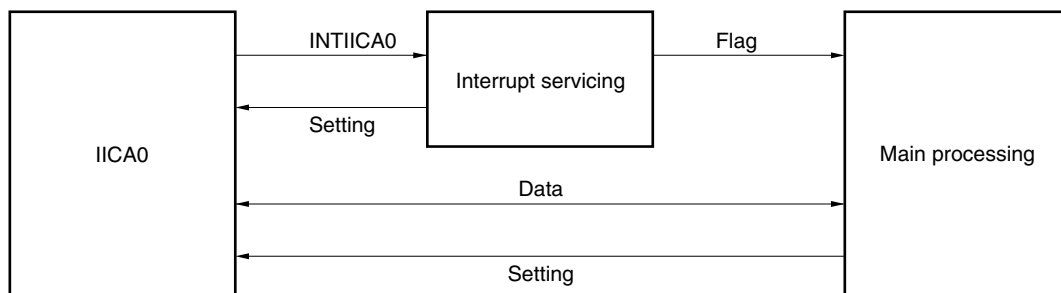 INTIICA0
Flag
Interrupt servicing
Setting
IICA0
Main processing
Data
Setting